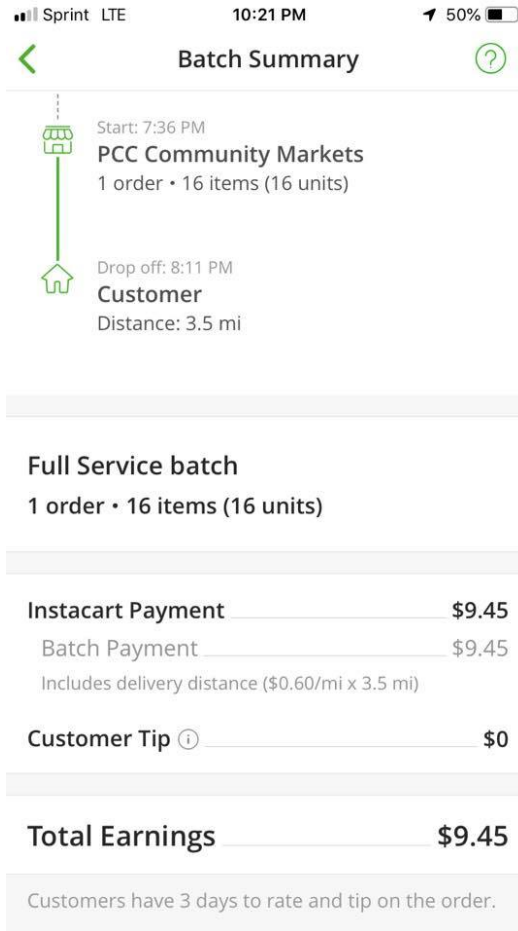 Sprint LTE 10:21 PM 50%
Batch Summary ?
Start: 7:36 PM
PCC Community Markets
1 order • 16 items (16 units)
Drop off: 8:11 PM
Customer
Distance: 3.5 mi
Full Service batch
1 order • 16 items (16 units)
Instacart Payment $9.45
Batch Payment $9.45
Includes delivery distance ($0.60/mi x 3.5 mi)
Customer Tip i $0
Total Earnings $9.45
Customers have 3 days to rate and tip on the order.